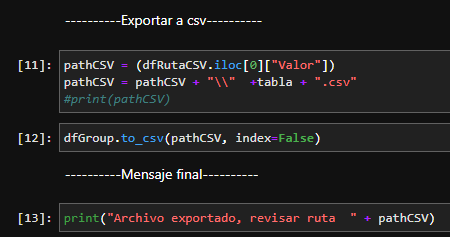 ----------Exportar a csv----------
[11]: pathCSV = (dfRutaCSV.iloc[0]["Valor"])
pathCSV = pathCSV + "\\"  +tabla + ".csv"
#print(pathCSV)
[12]: dfGroup.to_csv(pathCSV, index=False)
----------Mensaje final----------
[13]: print("Archivo exportado, revisar ruta  " + pathCSV)